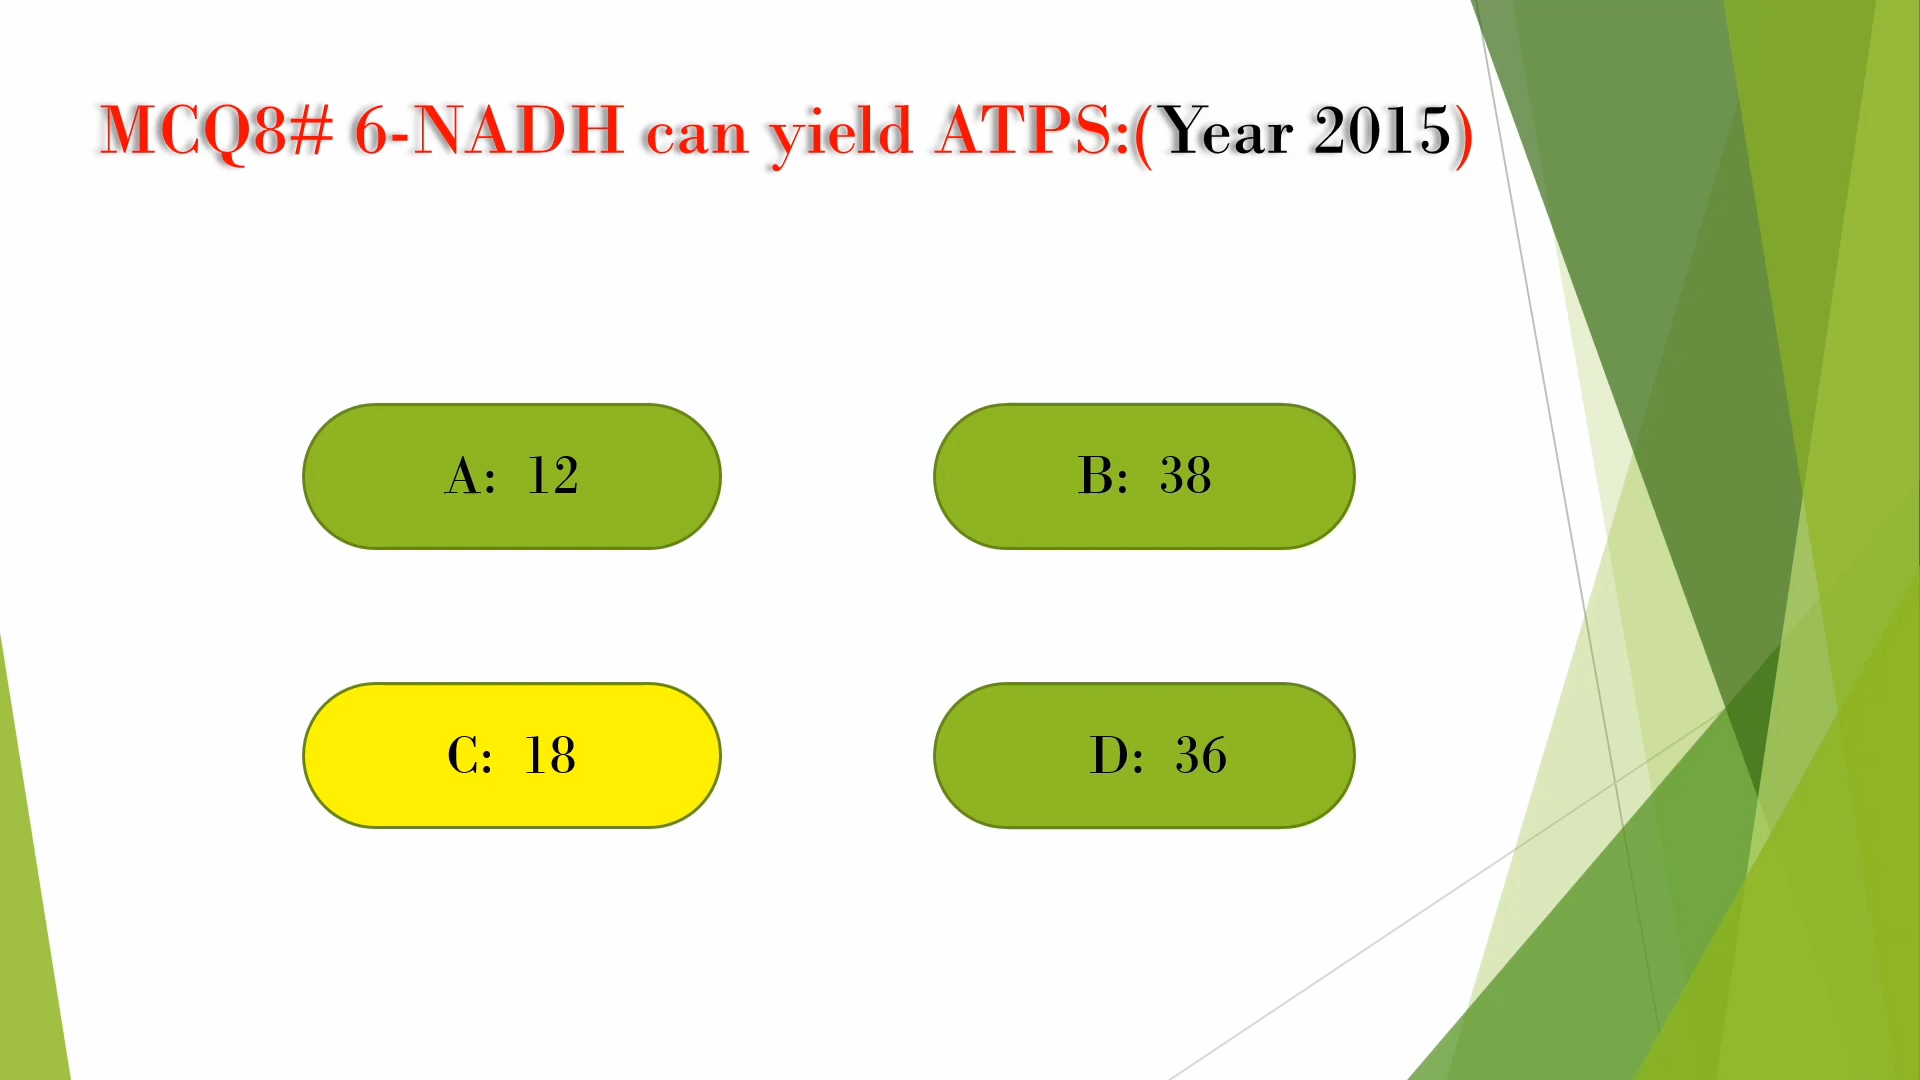 MCQ8# 6-NADH can yield ATPS:(Year 2015)
A: 12
B: 38
C: 18
D: 36